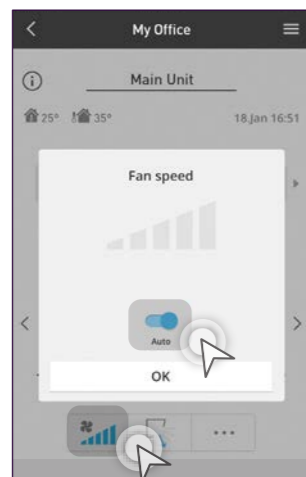 My Office
Main Unit
25° 35° 18.Jan 16:51
Fan speed
Auto
OK